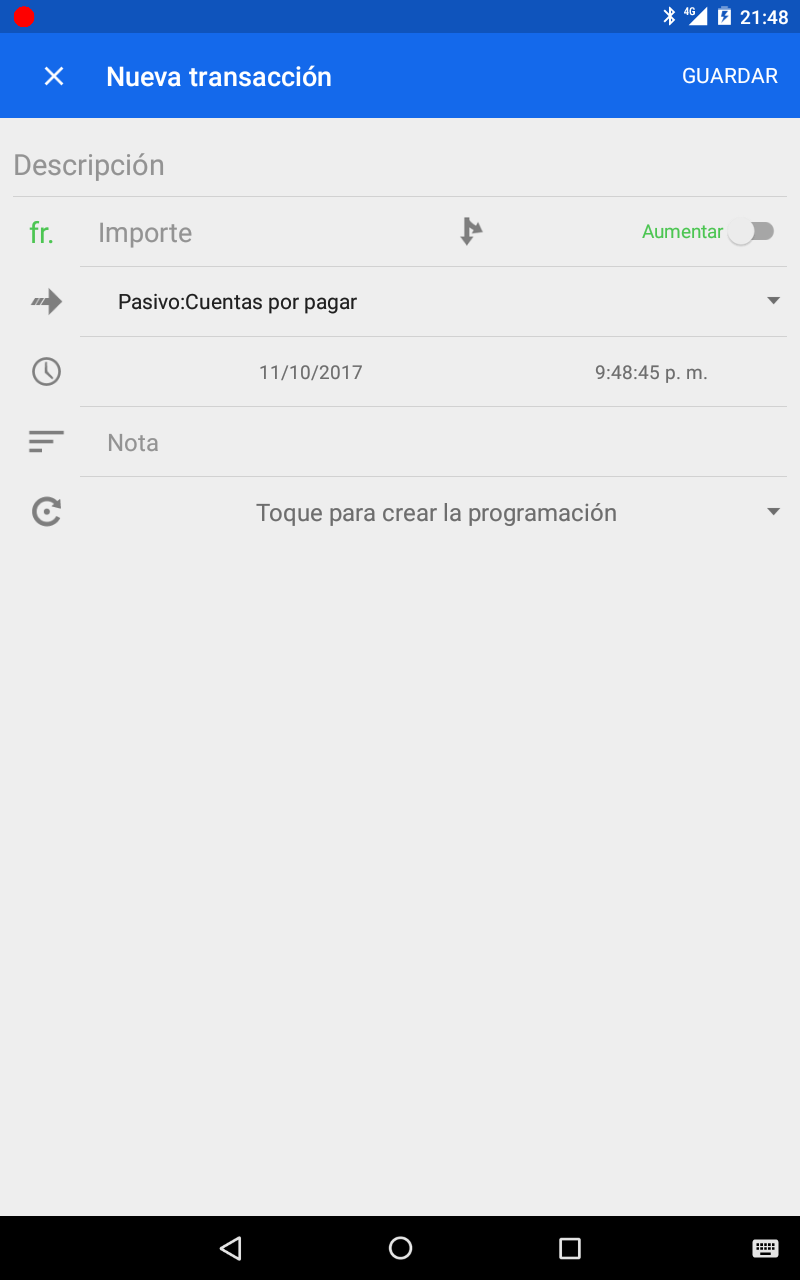 4G 21:48
Nueva transacción GUARDAR
Descripción
fr. Importe Aumentar
Pasivo:Cuentas por pagar
11/10/2017 9:48:45 p. m.
Nota
Toque para crear la programación